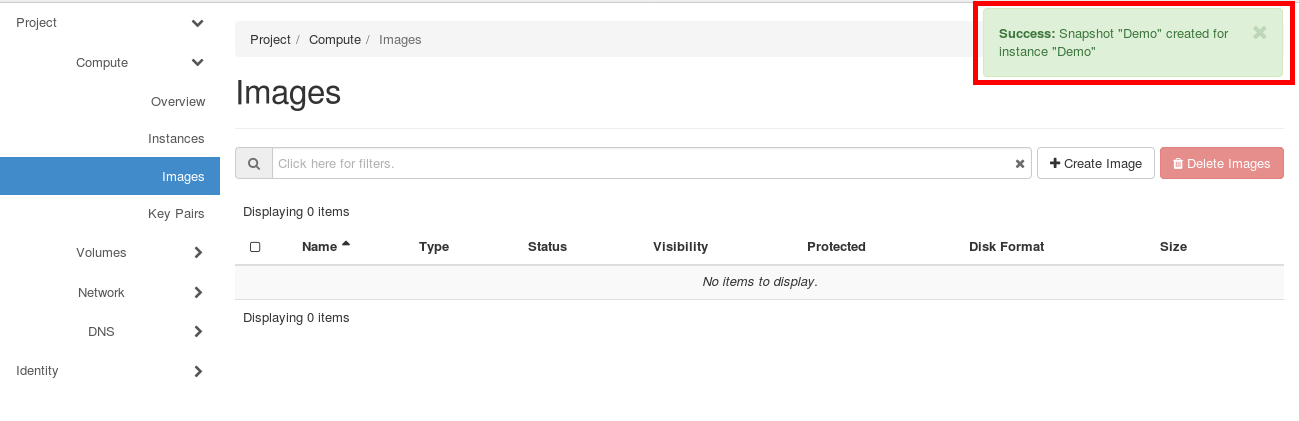 Project
Compute
Overview
Instances
Images
Key Pairs
Volumes
Network
DNS
Identity
Project / Compute / Images
Success: Snapshot "Demo" created for
instance "Demo"
Images
Click here for filters.
Create Image
Delete Images
Displaying 0 items
Name Type Status Visibility Protected Disk Format Size
No items to display.
Displaying 0 items